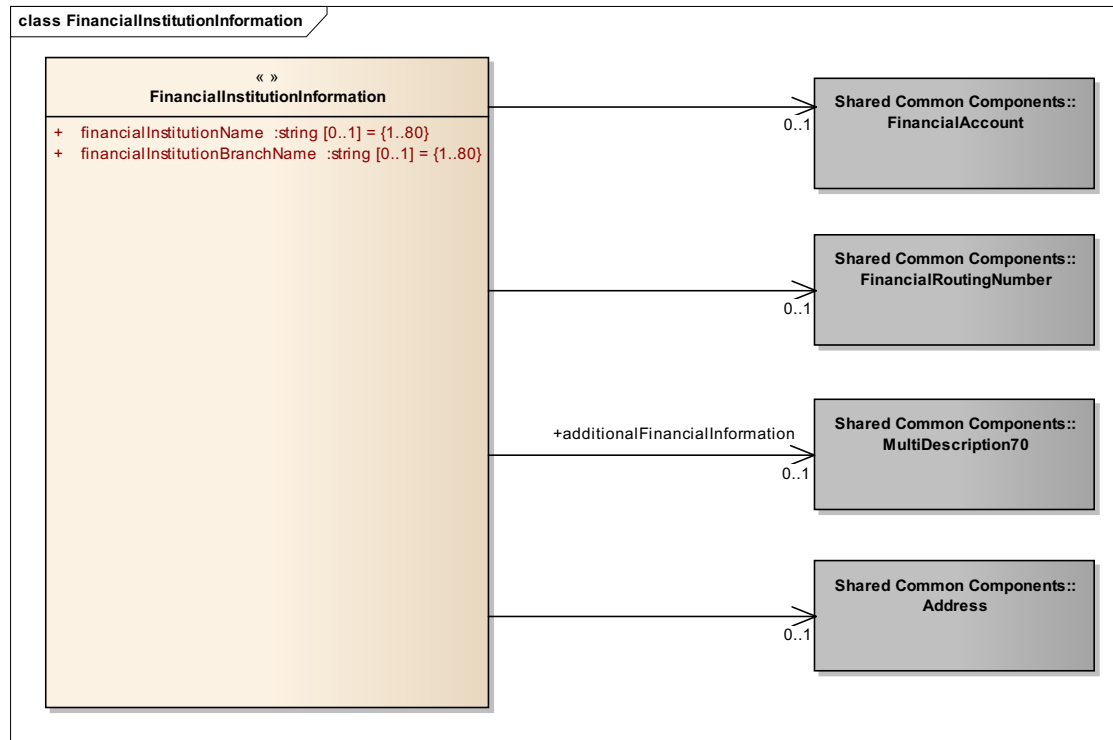 class FinancialInstitutionInformation
« »
FinancialInstitutionInformation
+ financialInstitutionName :string [0..1] = {1..80}
+ financialInstitutionBranchName :string [0..1] = {1..80}
Shared Common Components::
FinancialAccount
0..1
Shared Common Components::
FinancialRoutingNumber
0..1
+additionalFinancialInformation
Shared Common Components::
MultiDescription70
0..1
Shared Common Components::
Address
0..1